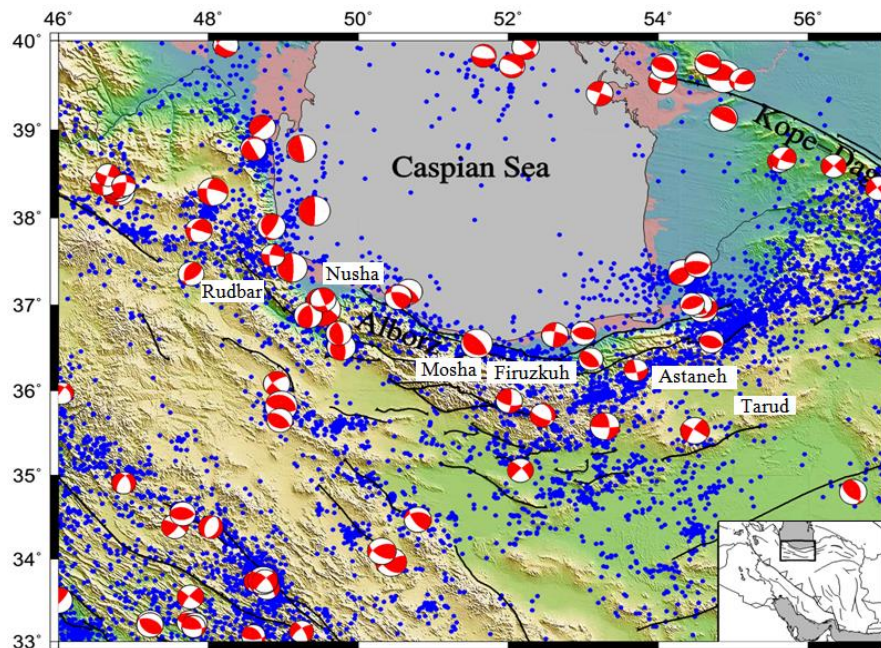 46° 48° 50° 52° 54° 56°
40°
39°
38°
37°
36°
35°
34°
33°
Kope Dag
Caspian Sea
Nusha
Rudbar
Alborz
Mosha Firuzkuh
Astaneh
Tarud